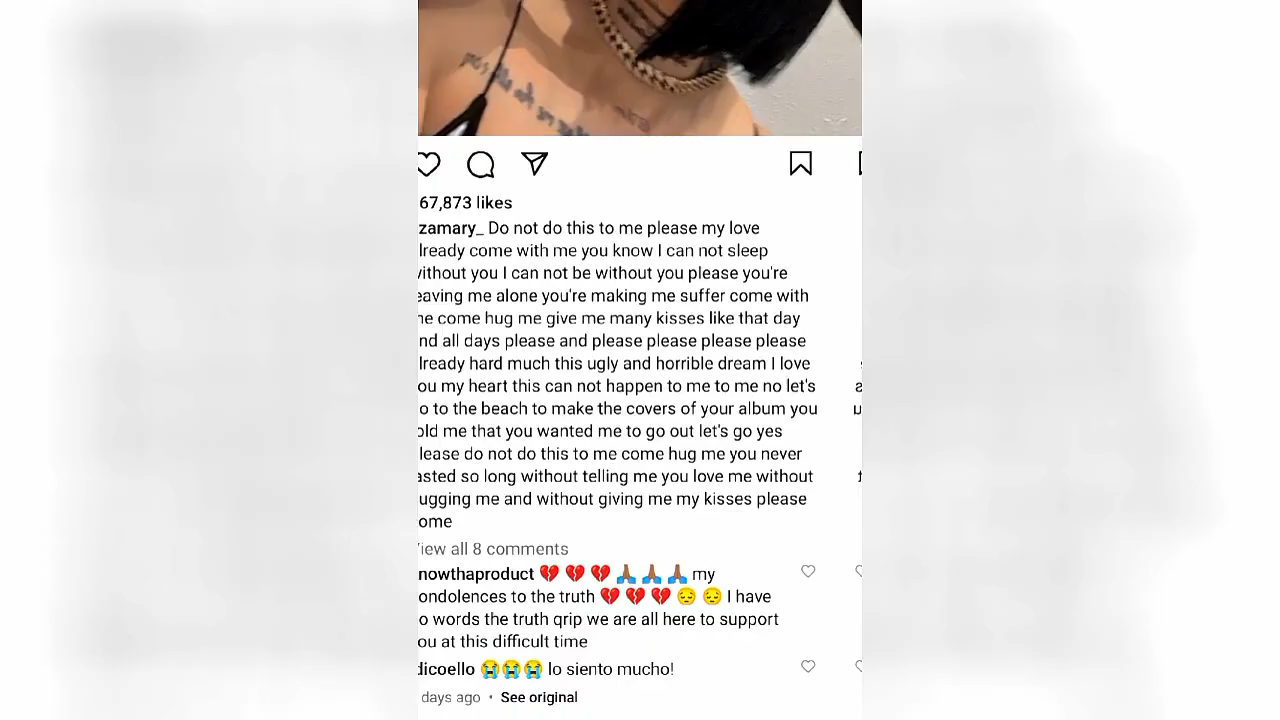 67,873 likes
zamary_ Do not do this to me please my love
lready come with me you know I can not sleep
ithout you I can not be without you please you're
eaving me alone you're making me suffer come with
e come hug me give me many kisses like that day
nd all days please and please please please please
lready hard much this ugly and horrible dream I love
ou my heart this can not happen to me to me no let's
o to the beach to make the covers of your album you
old me that you wanted me to go out let's go yes
lease do not do this to me come hug me you never
asted so long without telling me you love me without
ugging me and without giving me my kisses please
ome
iew all 8 comments
nowthaproduct 💔 💔 💔 🙏🏾 🙏🏾 🙏🏾 my
ondolences to the truth 💔 💔 💔 😔 😔 I have
o words the truth qrip we are all here to support
ou at this difficult time
dicoello 😭😭😭 lo siento mucho!
days ago • See original